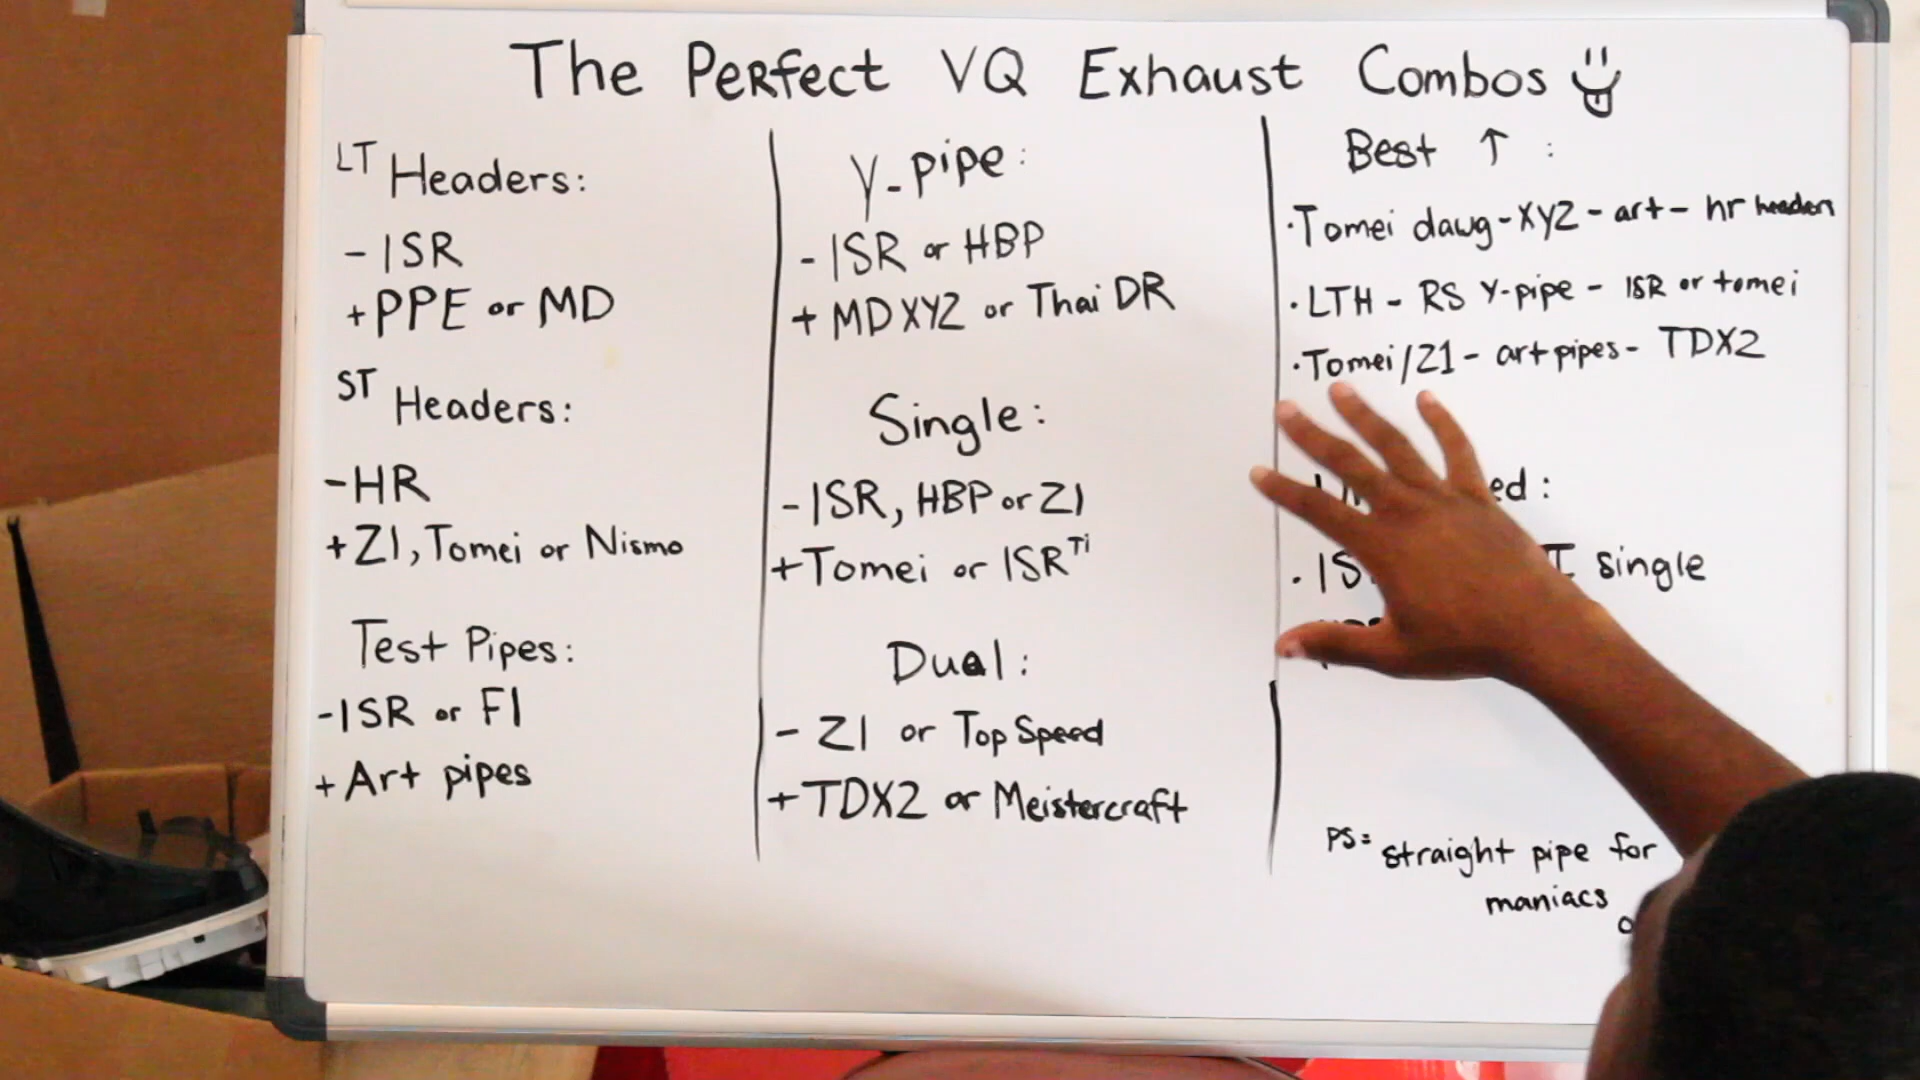 The Perfect VQ Exhaust Combos
LT Headers:
- ISR
+ PPE or MD
ST Headers:
- HR
+ Z1, Tomei or Nismo
Test Pipes:
- ISR or FI
+ Art pipes
Y-pipe:
- ISR or HBP
+ MD XYZ or Thai DR
Single:
- ISR, HBP or Z1
+ Tomei or ISR Ti
Dual:
- Z1 or Top Speed
+ TDX2 or Meistercraft
Best ↑ :
· Tomei dawg - XYZ - art - hr headers
· LTH - RS Y-pipe - ISR or tomei
· Tomei/Z1 - art pipes - TDX2
ed:
· IS single
PS= straight pipe for
maniacs